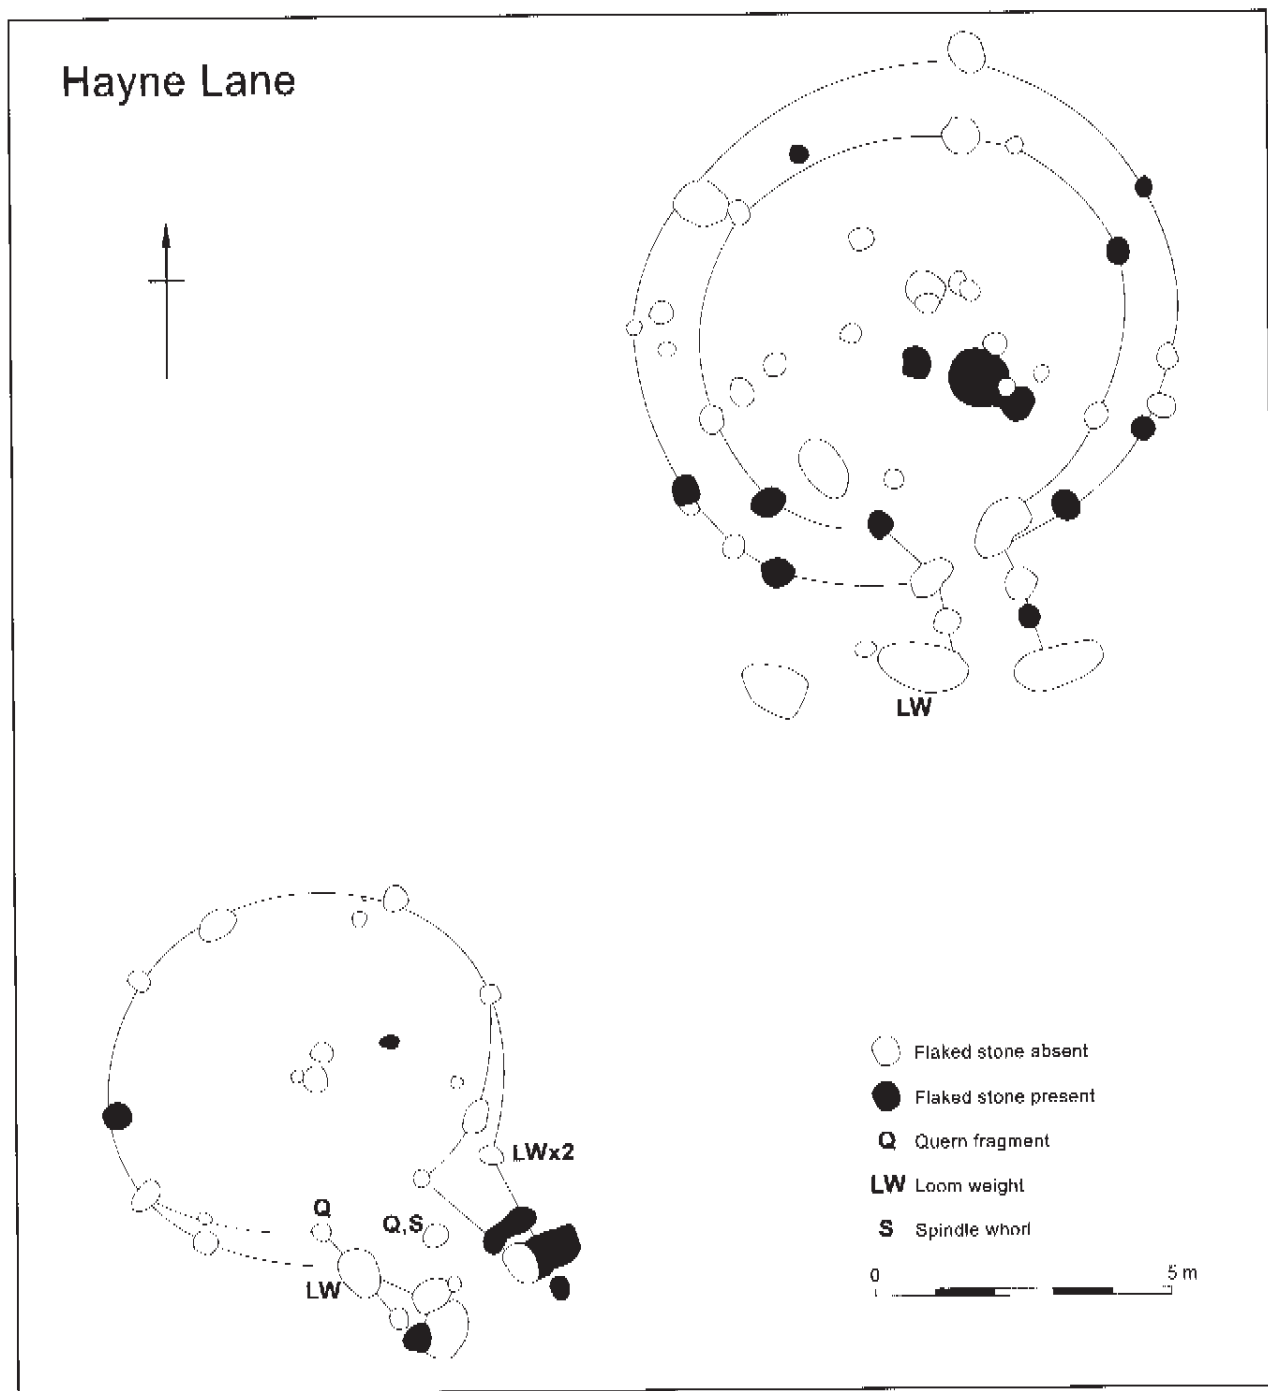 Hayne Lane
LW
LWx2
Q
Q,S
LW
Flaked stone absent
Flaked stone present
Q Quern fragment
LW Loom weight
S Spindle whorl
0 5 m